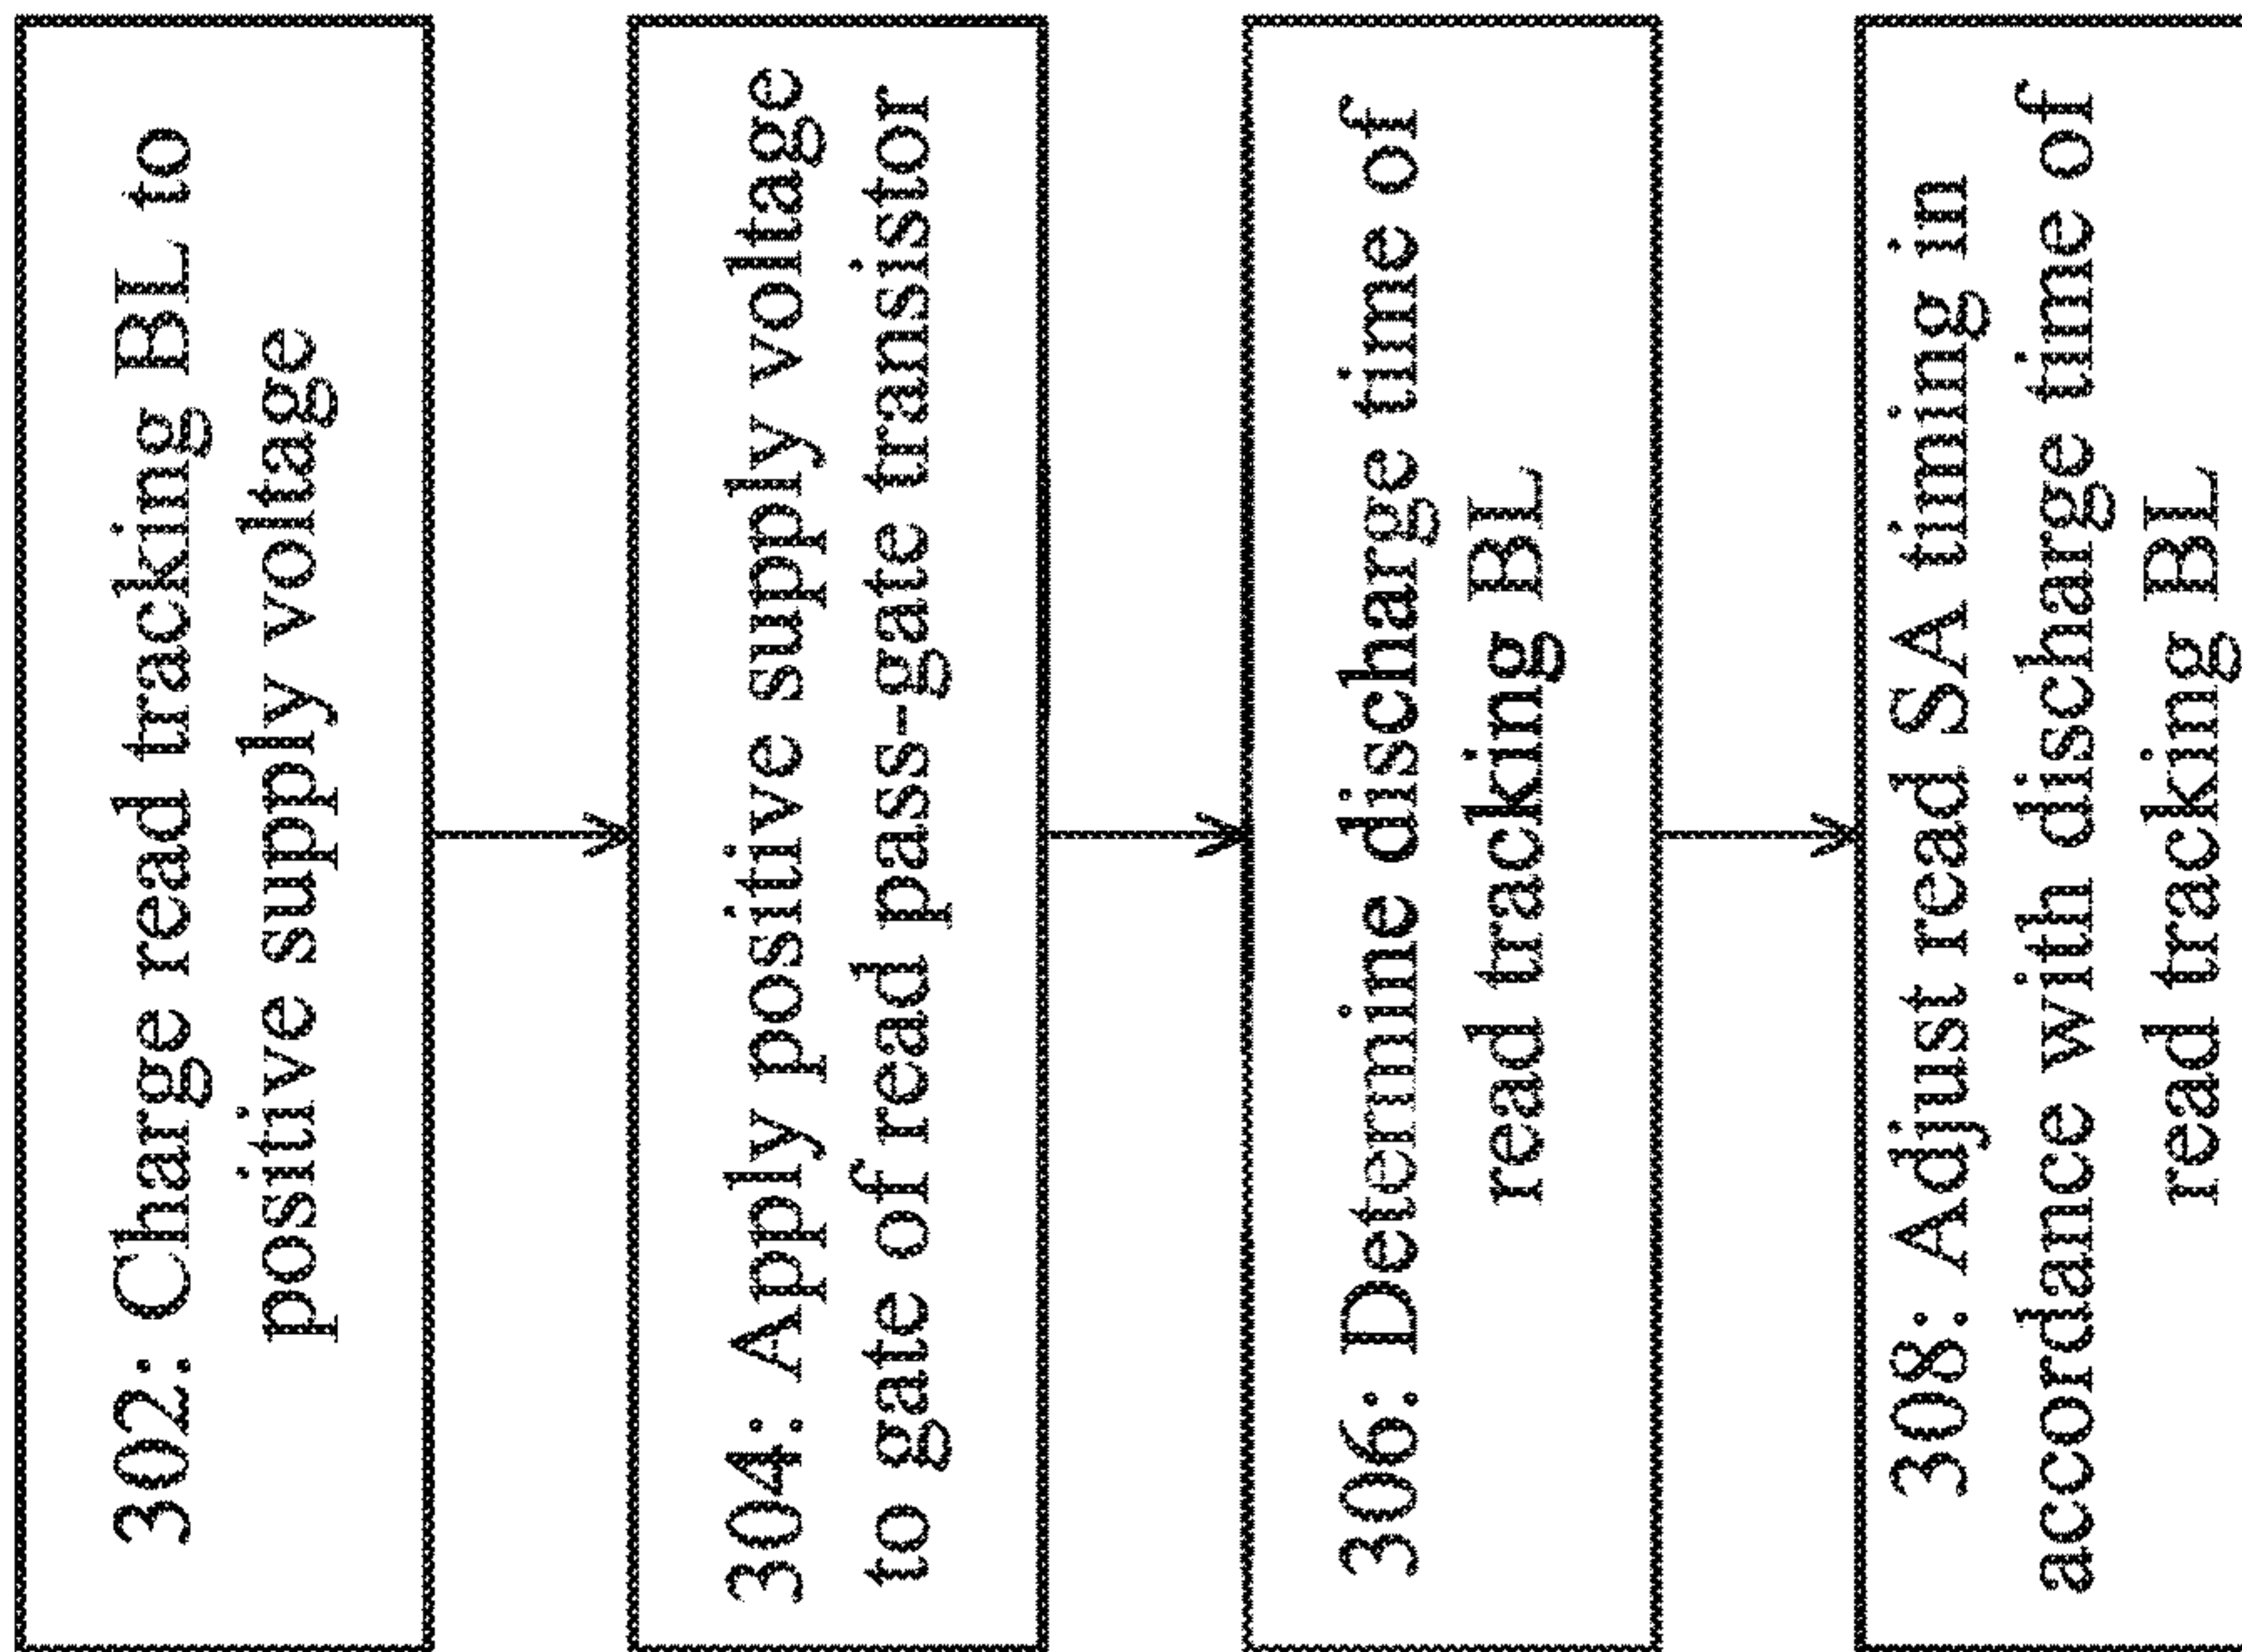 302: Charge read tracking BL to
positive supply voltage
304: Apply positive supply voltage
to gate of read pass-gate transistor
306: Determine discharge time of
read tracking BL
308: Adjust read SA timing in
accordance with discharge time of
read tracking BL